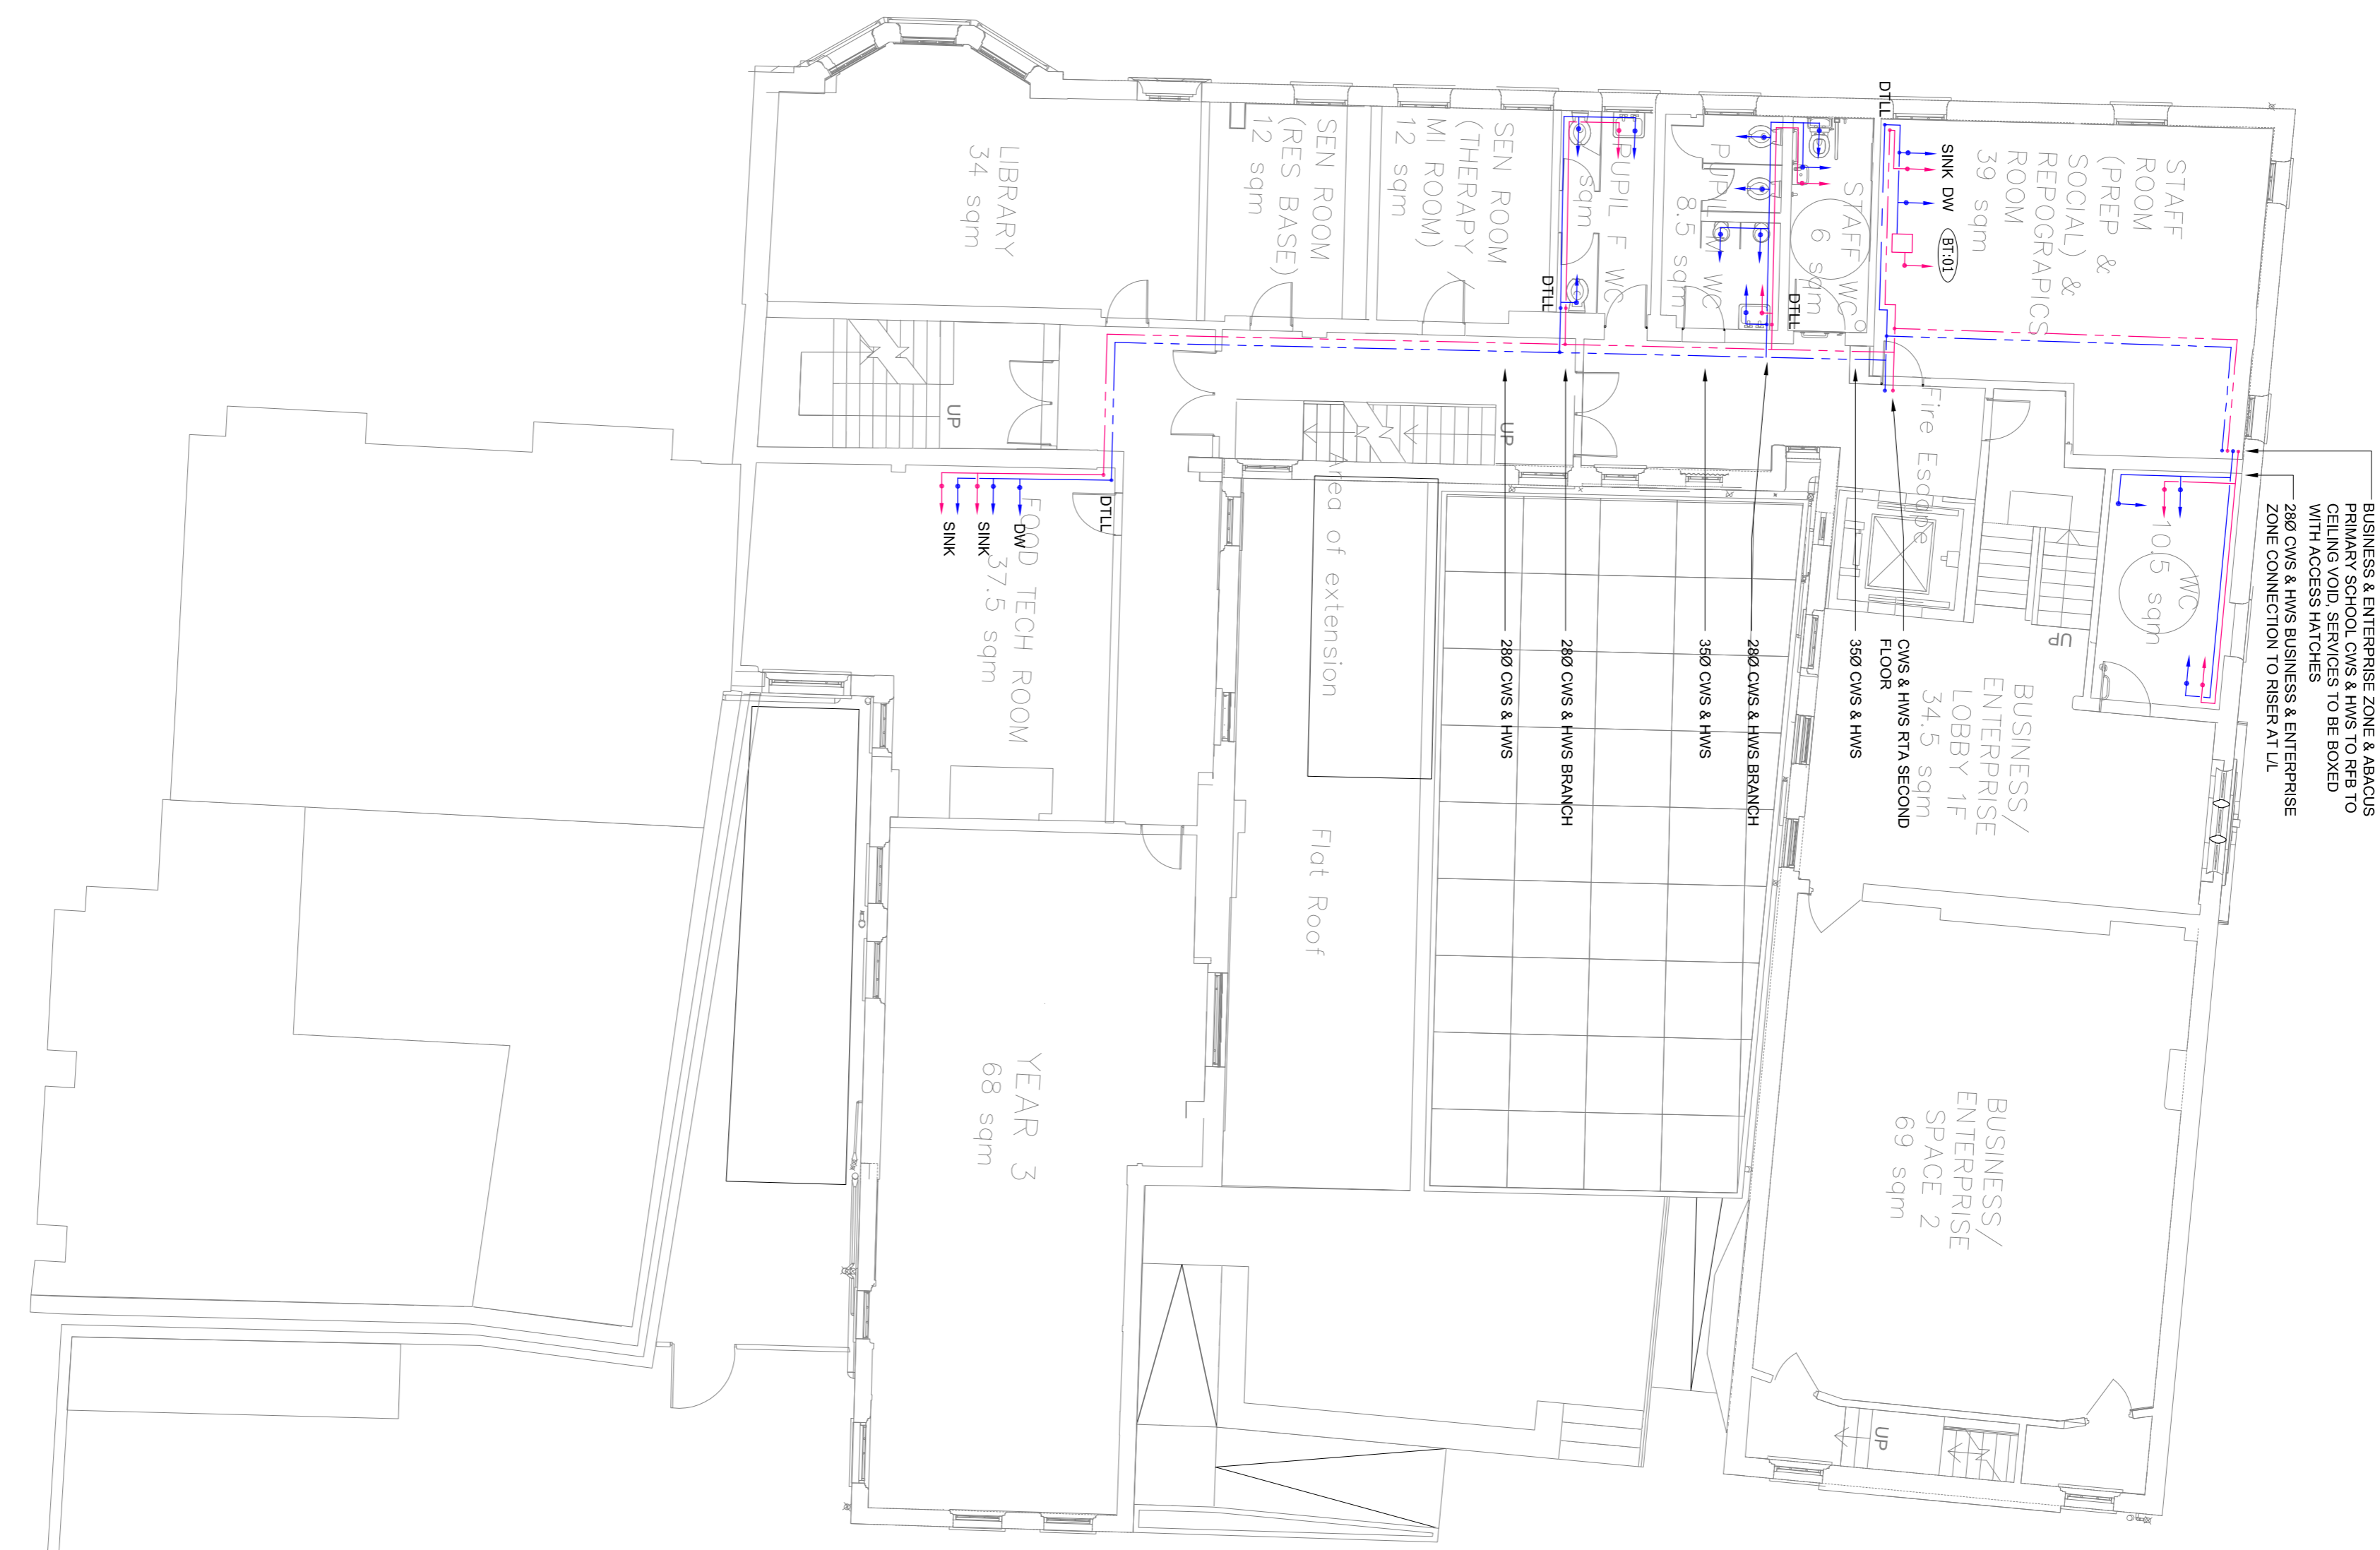 BUSINESS & ENTERPRISE ZONE & ABACUS
PRIMARY SCHOOL CWS & HWS TO RFB TO
CEILING VOID, SERVICES TO BE BOXED
WITH ACCESS HATCHES
28Ø CWS & HWS BUSINESS & ENTERPRISE
ZONE CONNECTION TO RISER AT L/L
STAFF
ROOM
(PREP &
SOCIAL) &
REPOGRAPICS
ROOM
39 sqm
SINK
DW
BT:01
DTLL
WC
10.5 sqm
UP
Fire Escape
BUSINESS/
ENTERPRISE
LOBBY 1F
34.5 sqm
BUSINESS/
ENTERPRISE
SPACE 2
69 sqm
UP
CWS & HWS RTA SECOND
FLOOR
35Ø CWS & HWS
STAFF WC
6 sqm
DTLL
28Ø CWS & HWS BRANCH
PUPIL M WC
8.5 sqm
35Ø CWS & HWS
PUPIL F WC
sqm
28Ø CWS & HWS BRANCH
DTLL
28Ø CWS & HWS
UP
SEN ROOM
(THERAPY /
MI ROOM)
12 sqm
SEN ROOM
(RES BASE)
12 sqm
Area of extension
Flat Roof
LIBRARY
34 sqm
UP
DTLL
FOOD TECH ROOM
37.5 sqm
DW
SINK
SINK
YEAR 3
68 sqm